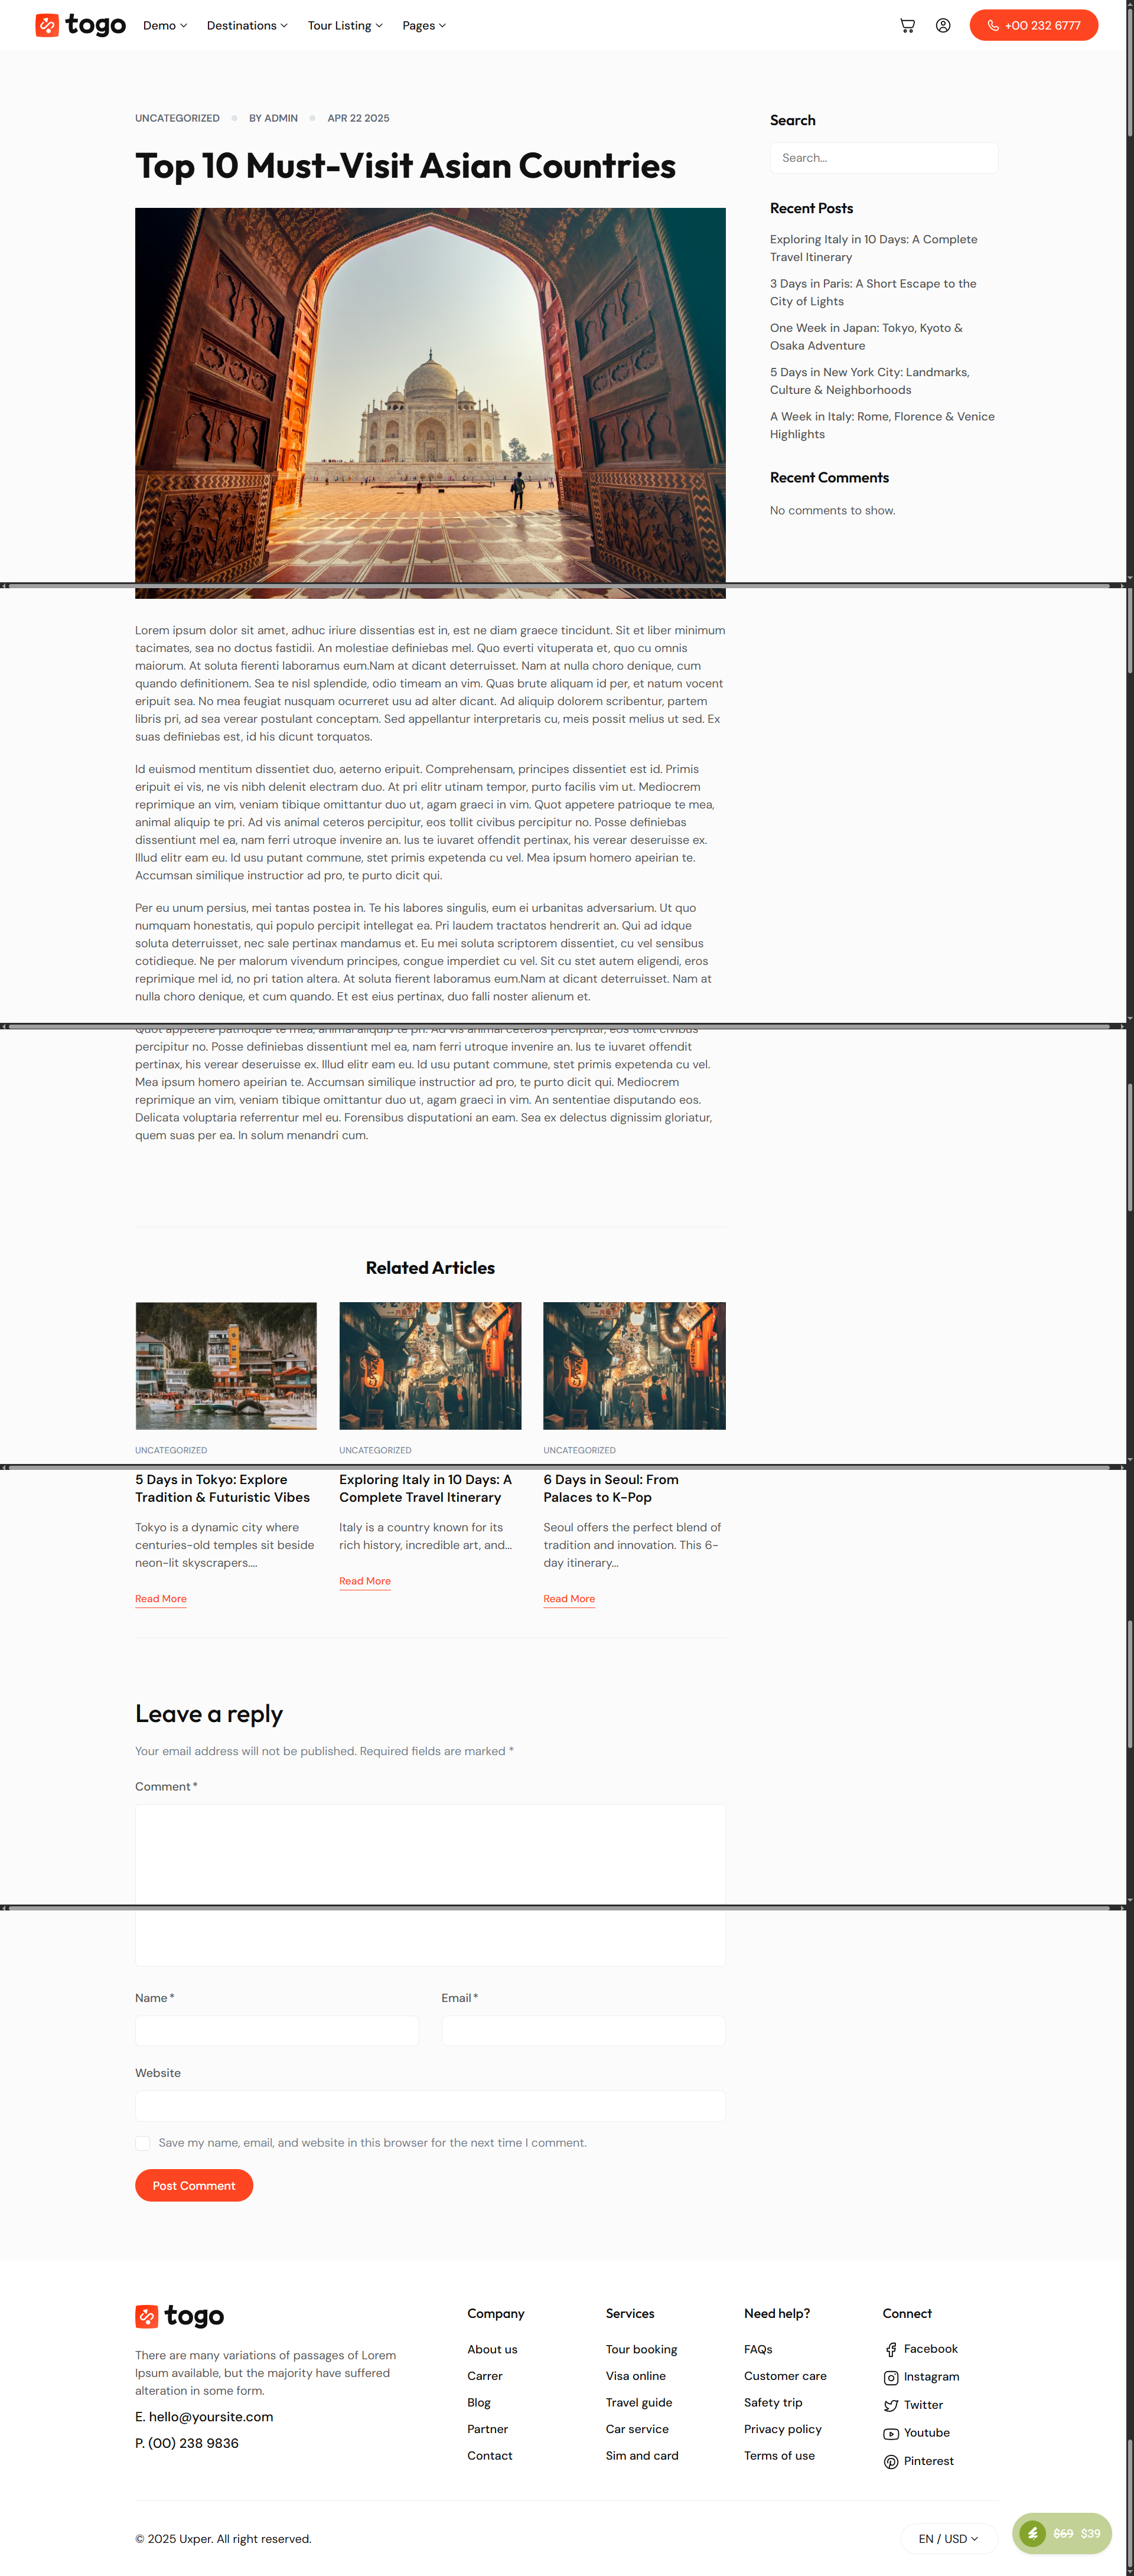 togo
Demo
Destinations
Tour Listing
Pages
+00 232 6777
UNCATEGORIZED
BY ADMIN
APR 22 2025
Top 10 Must-Visit Asian Countries
Search
Search...
Recent Posts
Exploring Italy in 10 Days: A Complete
Travel Itinerary
3 Days in Paris: A Short Escape to the
City of Lights
One Week in Japan: Tokyo, Kyoto &
Osaka Adventure
5 Days in New York City: Landmarks,
Culture & Neighborhoods
A Week in Italy: Rome, Florence & Venice
Highlights
Recent Comments
No comments to show.
Lorem ipsum dolor sit amet, adhuc iriure dissentias est in, est ne diam graece tincidunt. Sit et liber minimum
tacimates, sea no doctus fastidii. An molestiae definiebas mel. Quo everti vituperata et, quo cu omnis
maiorum. At soluta fierenti laboramus eum.Nam at dicant deterruisset. Nam at nulla choro denique, cum
quando definitionem. Sea te nisl splendide, odio timeam an vim. Quas brute aliquam id per, et natum vocent
eripuit sea. No mea feugiat nusquam ocurreret usu ad alter dicant. Ad aliquip dolorem scribentur, partem
libris pri, ad sea verear postulant conceptam. Sed appellantur interpretaris cu, meis possit melius ut sed. Ex
suas definiebas est, id his dicunt torquatos.
Id euismod mentitum dissentiet duo, aeterno eripuit. Comprehensam, principes dissentiet est id. Primis
eripuit ei vis, ne vis nibh delenit electram duo. At pri elitr utinam tempor, purto facilis vim ut. Mediocrem
reprimique an vim, veniam tibique omittantur duo ut, agam graeci in vim. Quot appetere patrioque te mea,
animal aliquip te pri. Ad vis animal ceteros percipitur, eos tollit civibus percipitur no. Posse definiebas
dissentiunt mel ea, nam ferri utroque invenire an. Ius te iuvaret offendit pertinax, his verear deseruisse ex.
Illud elitr eam eu. Id usu putant commune, stet primis expetenda cu vel. Mea ipsum homero apeirian te.
Accumsan similique instructior ad pro, te purto dicit qui.
Per eu unum persius, mei tantas postea in. Te his labores singulis, eum ei urbanitas adversarium. Ut quo
numquam honestatis, qui populo percipit intellegat ea. Pri laudem tractatos hendrerit an. Qui ad idque
soluta deterruisset, nec sale pertinax mandamus et. Eu mei soluta scriptorem dissentiet, cu vel sensibus
cotidieque. Ne per malorum vivendum principes, congue imperdiet cu vel. Sit cu stet autem eligendi, eros
reprimique mel id, no pri tation altera. At soluta fierent laboramus eum.Nam at dicant deterruisset. Nam at
nulla choro denique, et cum quando. Et est eius pertinax, duo falli noster alienum et.
Quot appetere patrioque te mea, animal aliquip te pri. Ad vis animal ceteros percipitur, eos tollit civibus
percipitur no. Posse definiebas dissentiunt mel ea, nam ferri utroque invenire an. Ius te iuvaret offendit
pertinax, his verear deseruisse ex. Illud elitr eam eu. Id usu putant commune, stet primis expetenda cu vel.
Mea ipsum homero apeirian te. Accumsan similique instructior ad pro, te purto dicit qui. Mediocrem
reprimique an vim, veniam tibique omittantur duo ut, agam graeci in vim. An sententiae disputando eos.
Delicata voluptaria referrentur mel eu. Forensibus disputationi an eam. Sea ex delectus dignissim gloriatur,
quem suas per ea. In solum menandri cum.
Related Articles
UNCATEGORIZED
5 Days in Tokyo: Explore
Tradition & Futuristic Vibes
Tokyo is a dynamic city where
centuries-old temples sit beside
neon-lit skyscrapers....
Read More
UNCATEGORIZED
Exploring Italy in 10 Days: A
Complete Travel Itinerary
Italy is a country known for its
rich history, incredible art, and...
Read More
UNCATEGORIZED
6 Days in Seoul: From
Palaces to K-Pop
Seoul offers the perfect blend of
tradition and innovation. This 6-
day itinerary...
Read More
Leave a reply
Your email address will not be published. Required fields are marked *
Comment *
Name *
Email *
Website
Save my name, email, and website in this browser for the next time I comment.
Post Comment
togo
There are many variations of passages of Lorem
Ipsum available, but the majority have suffered
alteration in some form.
E. hello@yoursite.com
P. (00) 238 9836
Company
About us
Carrer
Blog
Partner
Contact
Services
Tour booking
Visa online
Travel guide
Car service
Sim and card
Need help?
FAQs
Customer care
Safety trip
Privacy policy
Terms of use
Connect
Facebook
Instagram
Twitter
Youtube
Pinterest
© 2025 Uxper. All right reserved.
EN / USD
$69 $39